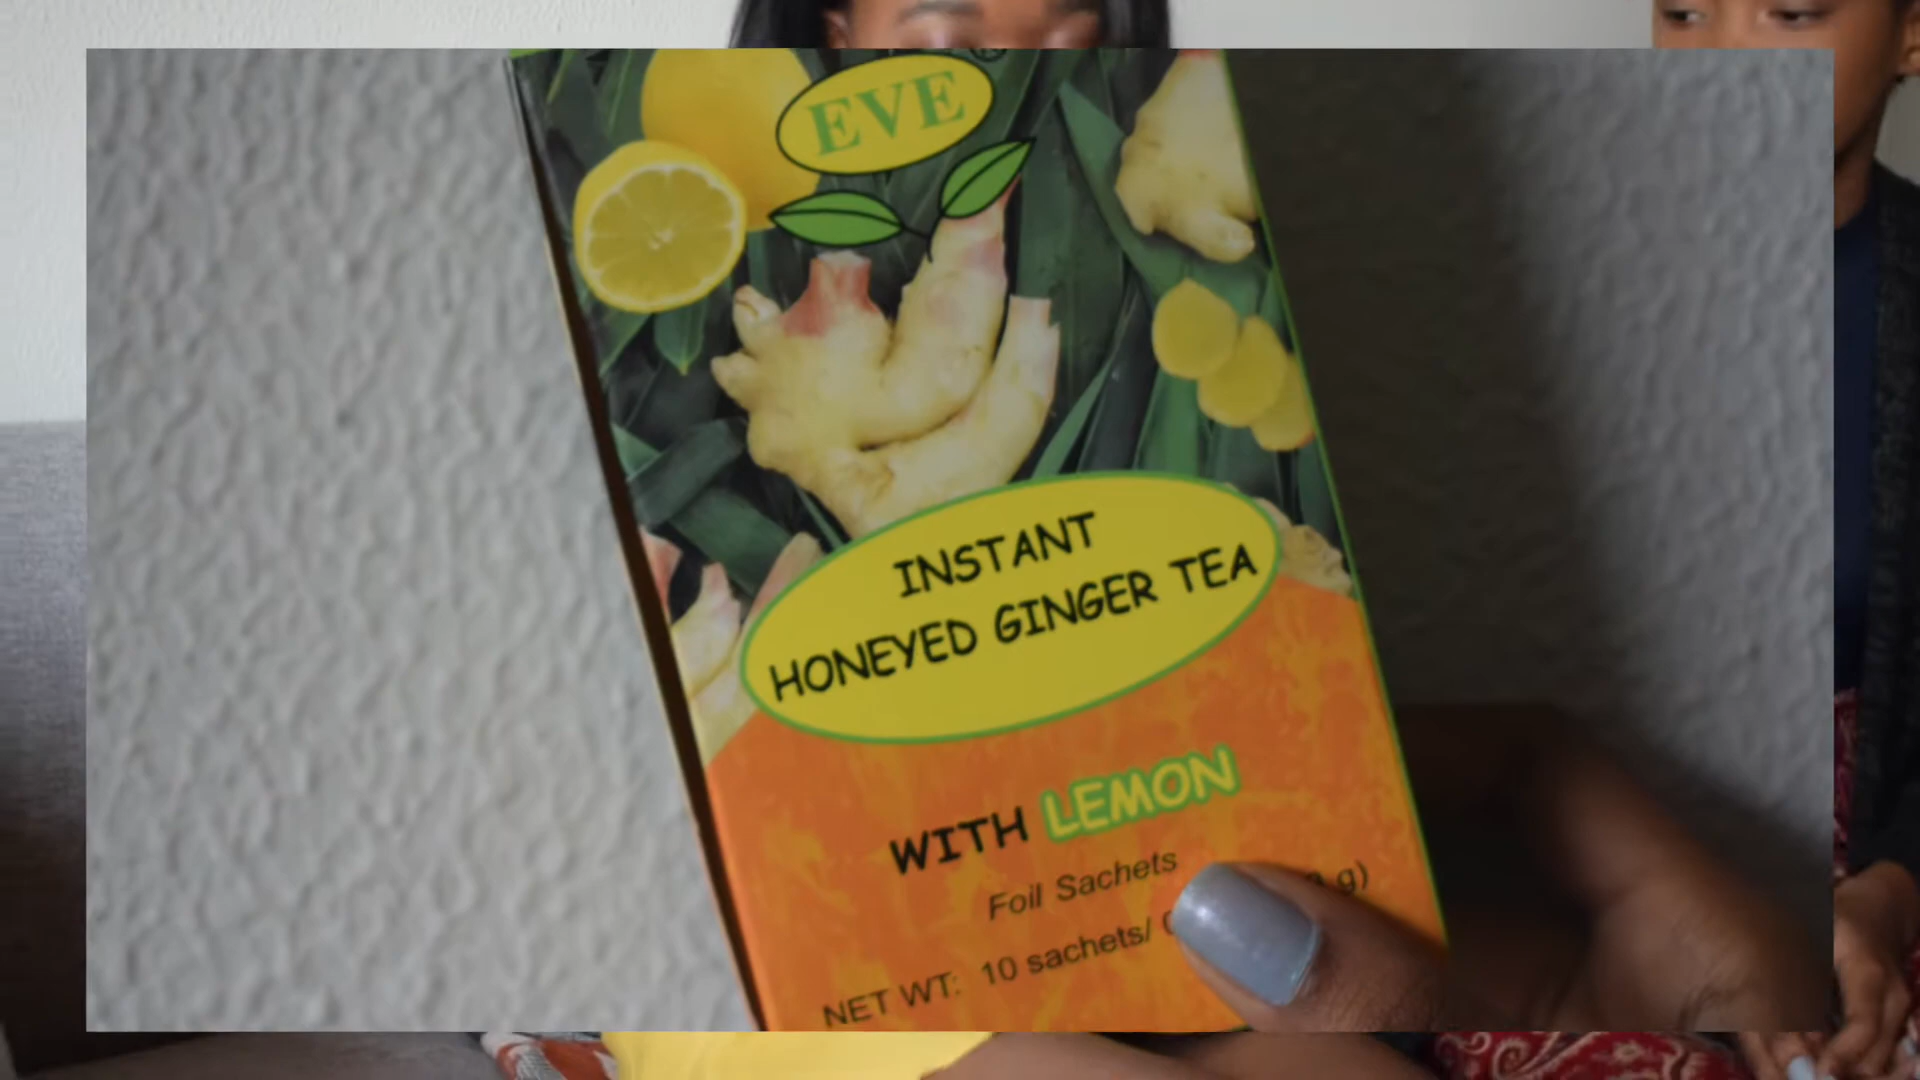 EVE
INSTANT
HONEYED GINGER TEA
WITH LEMON
Foil Sachets
NET WT: 10 sachets/ g)